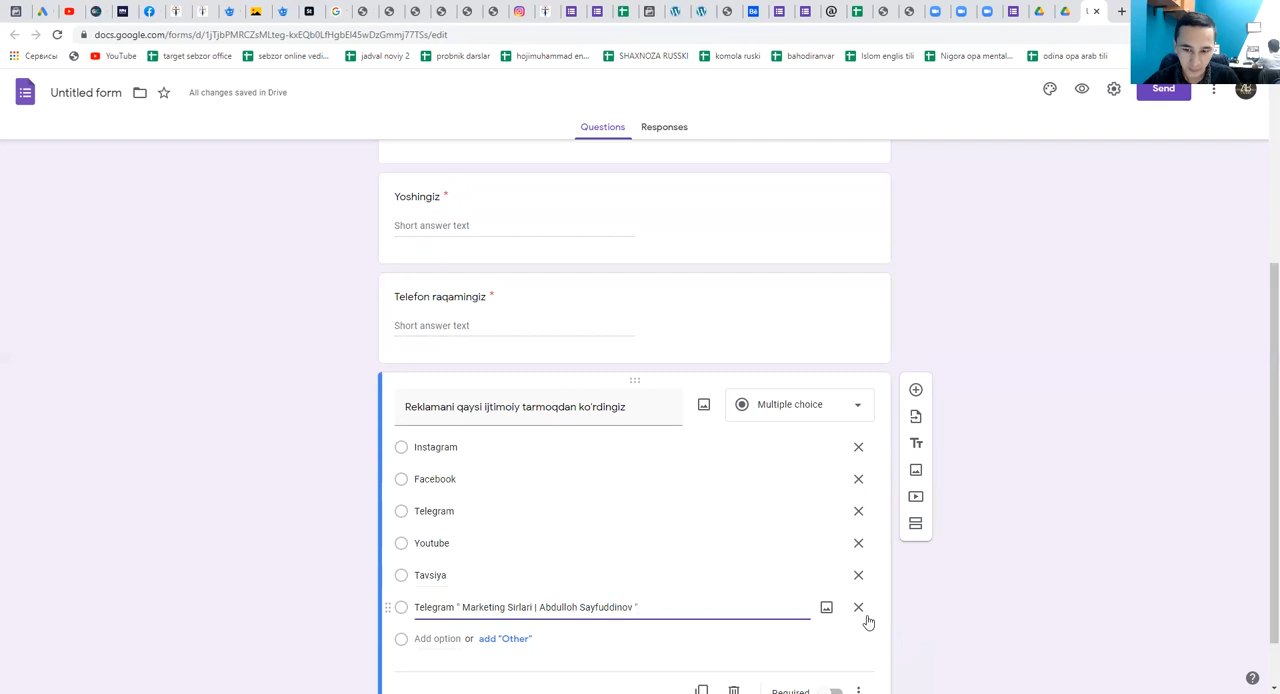 docs.google.com/forms/d/1jTjbPMRCZsMLteg-kxEQb0LfHgbEl45wDzGmmj77TSs/edit
Сервисы YouTube target sebzor office sebzor online vedi... jadval noviy 2 probnik darslar hojimuhammad en... SHAXNOZA RUSSKI komola ruski bahodiranvar Islom englis tili Nigora opa mental... odina opa arab tili
Untitled form All changes saved in Drive Send
Questions Responses
Yoshingiz *
Short answer text
Telefon raqamingiz *
Short answer text
Reklamani qaysi ijtimoiy tarmoqdan ko'rdingiz Multiple choice
Instagram
Facebook
Telegram
Youtube
Tavsiya
Telegram " Marketing Sirlari | Abdulloh Sayfuddinov "
Add option or add "Other"
Required